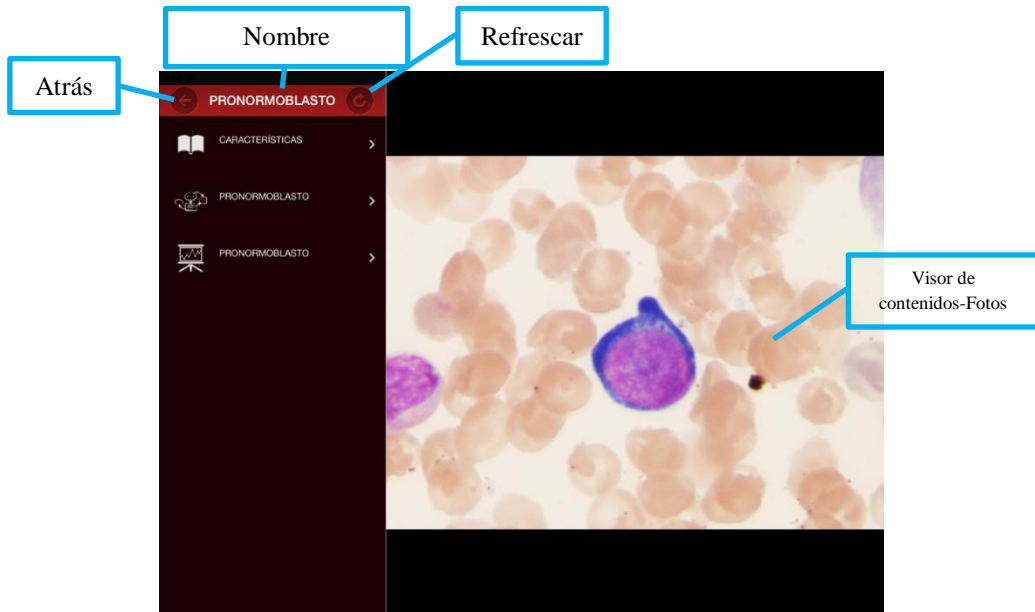 Nombre
Refrescar
Atrás
PRONORMOBLASTO
CARACTERÍSTICAS
PRONORMOBLASTO
PRONORMOBLASTO
Visor de
contenidos-Fotos